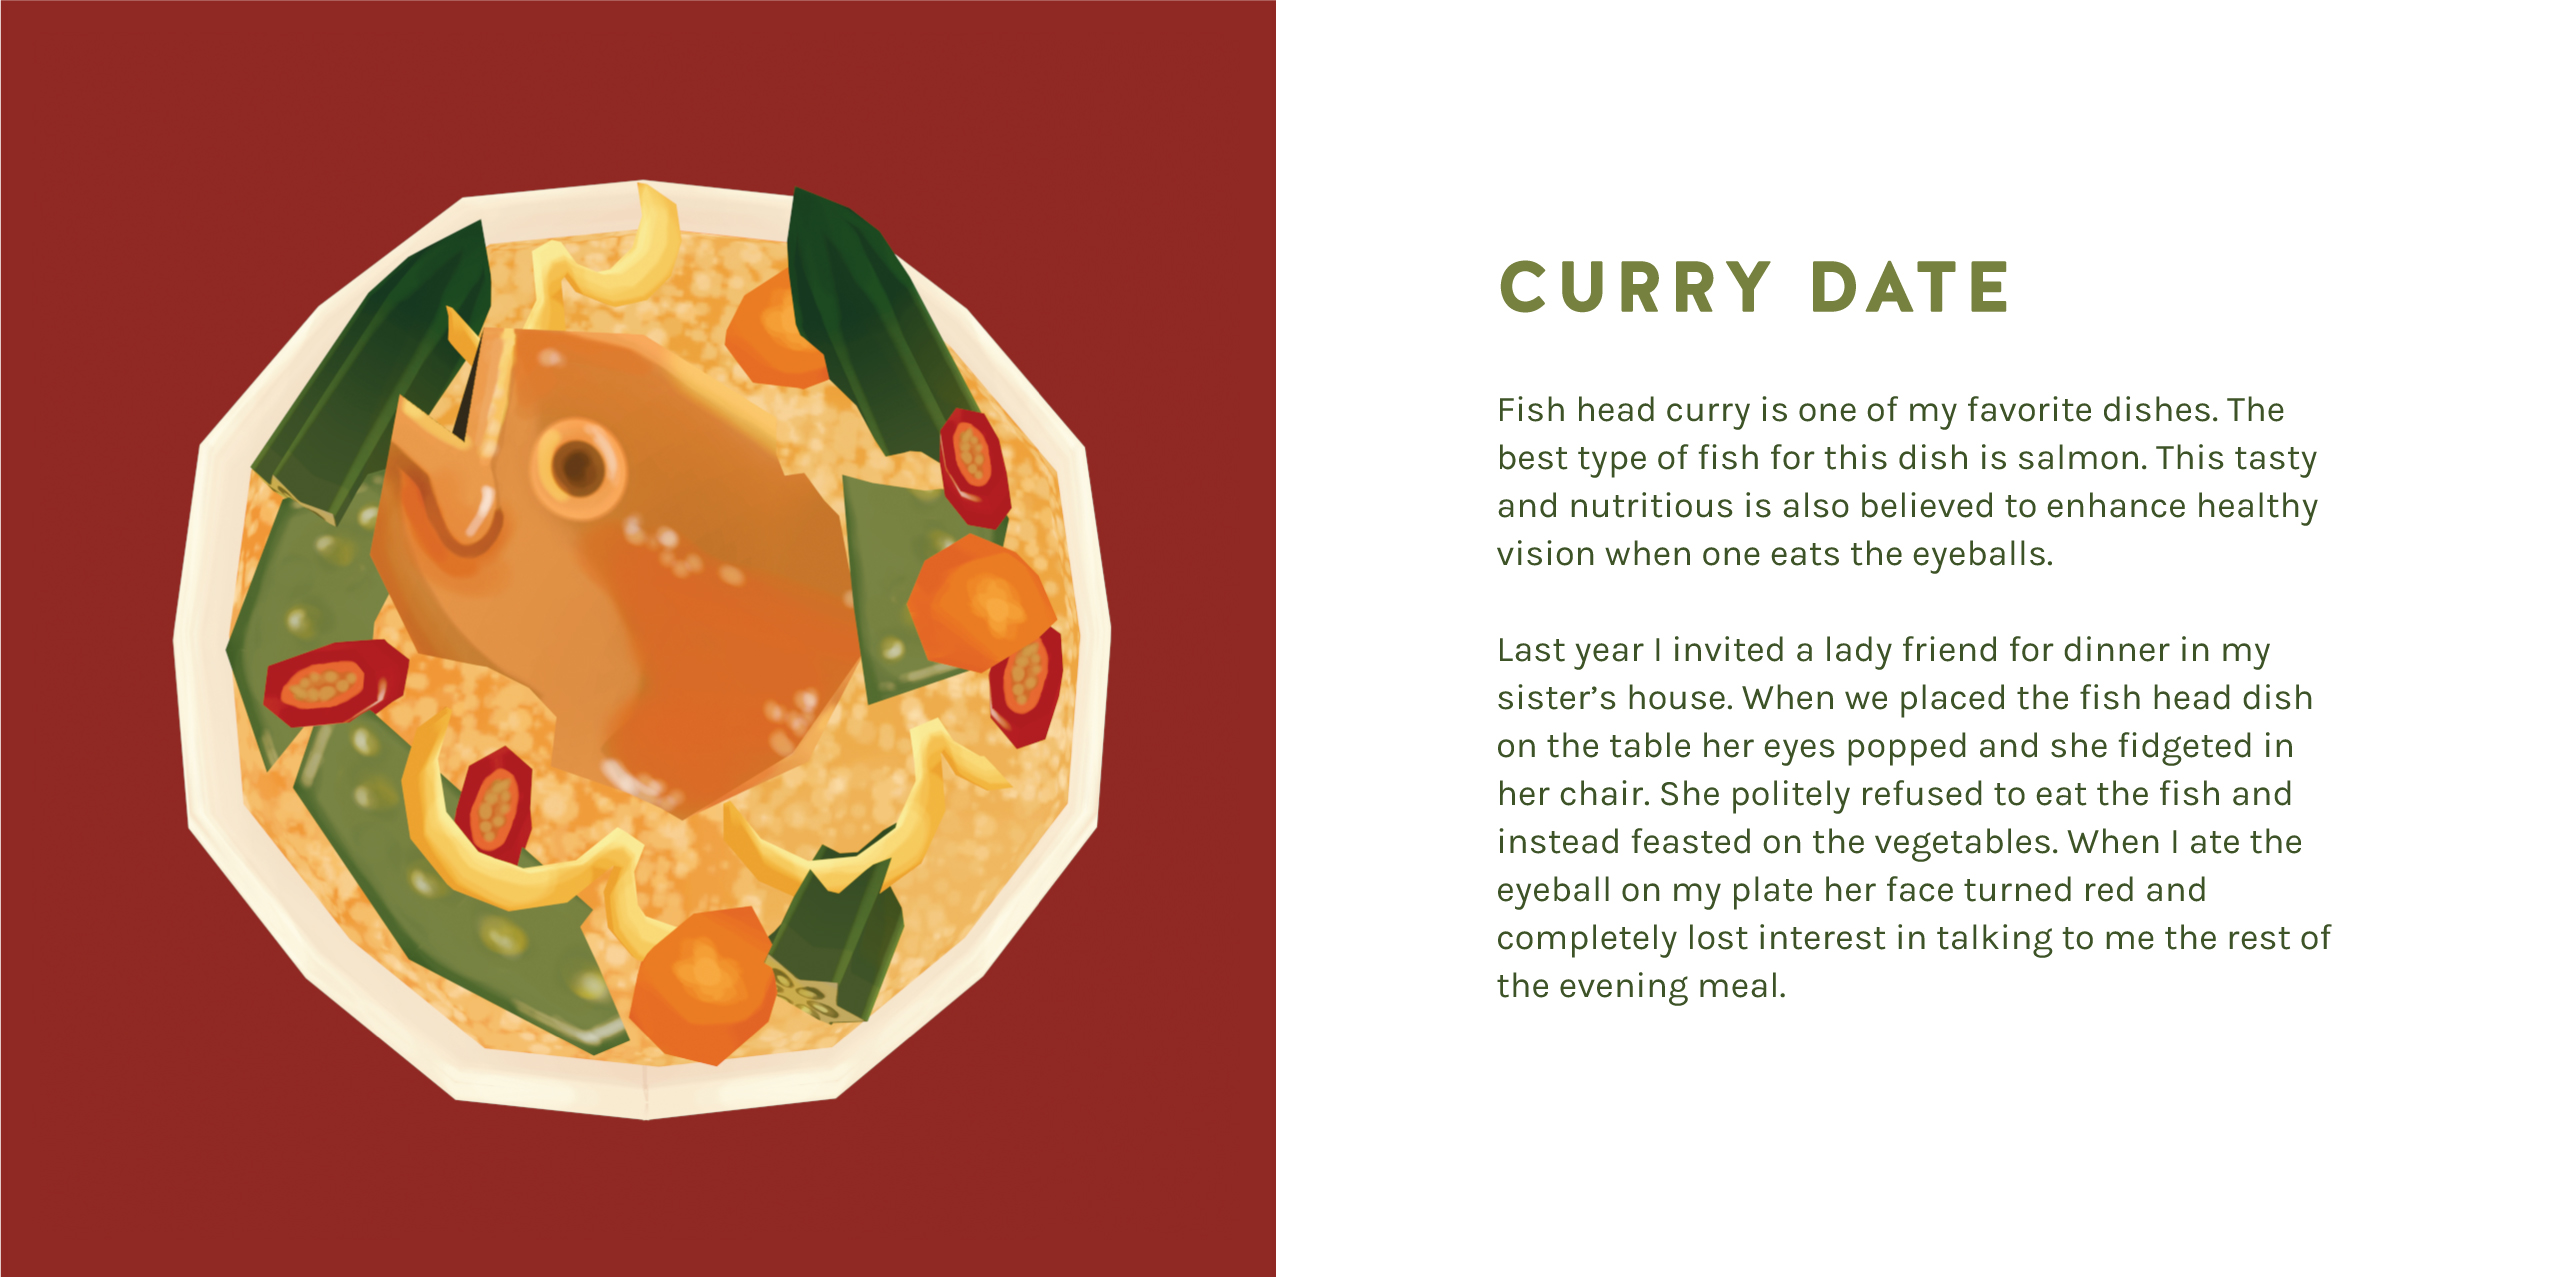 CURRY DATE
Fish head curry is one of my favorite dishes. The
best type of fish for this dish is salmon. This tasty
and nutritious is also believed to enhance healthy
vision when one eats the eyeballs.
Last year I invited a lady friend for dinner in my
sister’s house. When we placed the fish head dish
on the table her eyes popped and she fidgeted in
her chair. She politely refused to eat the fish and
instead feasted on the vegetables. When I ate the
eyeball on my plate her face turned red and
completely lost interest in talking to me the rest of
the evening meal.